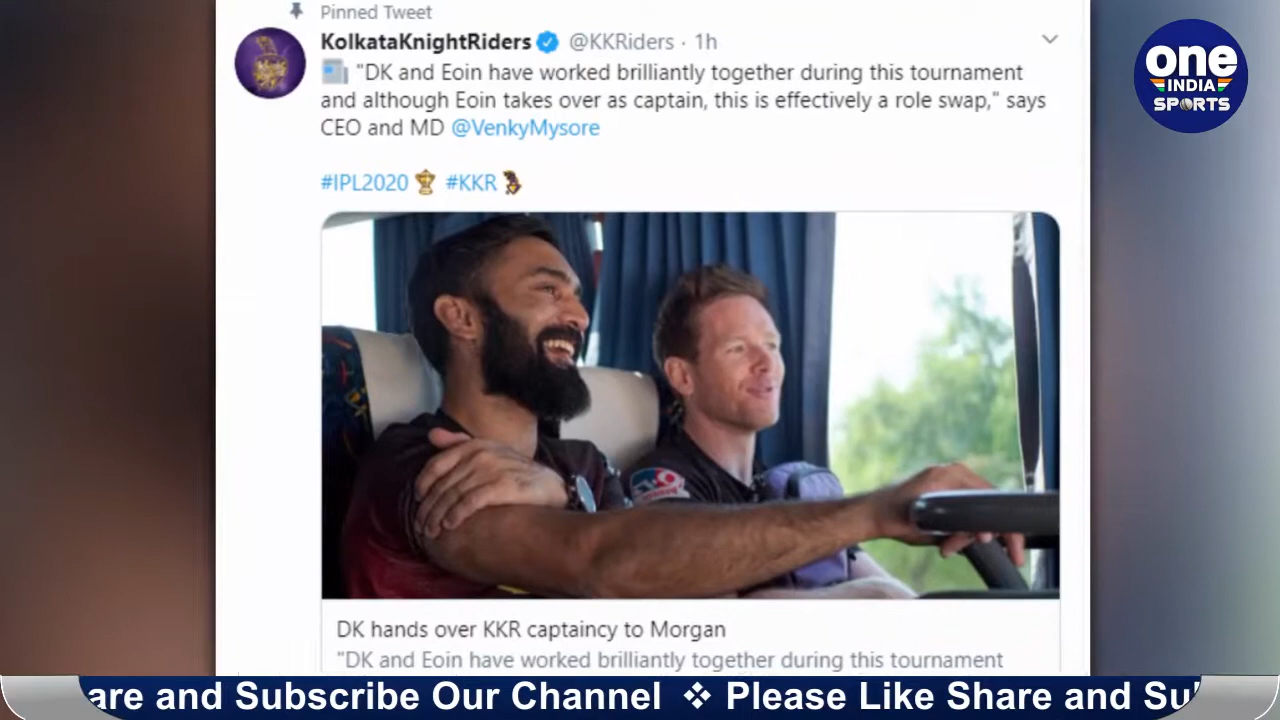 Pinned Tweet
KolkataKnightRiders @KKRiders · 1h
"DK and Eoin have worked brilliantly together during this tournament
and although Eoin takes over as captain, this is effectively a role swap," says
CEO and MD @VenkyMysore
#IPL2020 #KKR
DK hands over KKR captaincy to Morgan
"DK and Eoin have worked brilliantly together during this tournament
one
INDIA
SPORTS
are and Subscribe Our Channel ❖ Please Like Share and Su